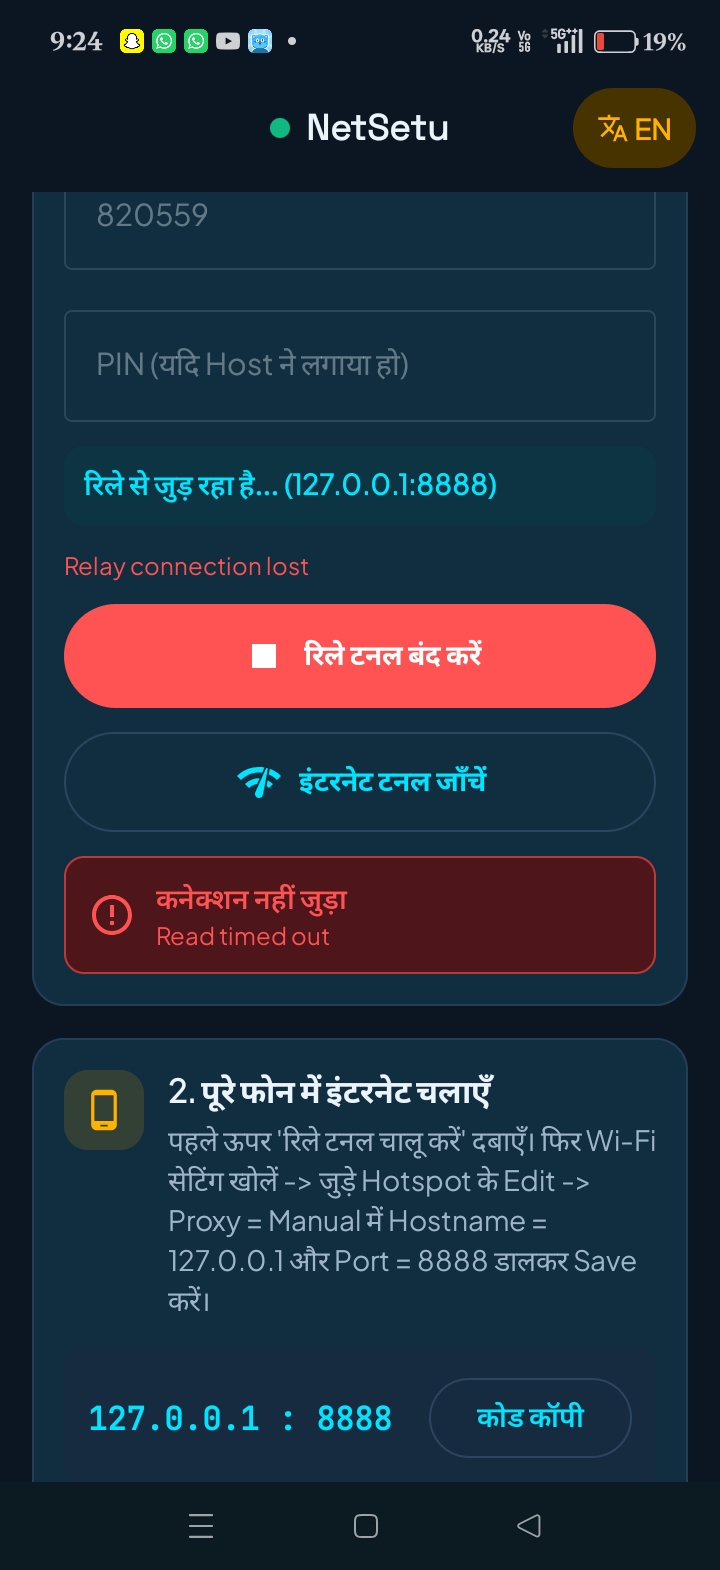 9:24
0.24 KB/S
Vo 5G
5G++
19%
NetSetu
EN
820559
PIN (यदि Host ने लगाया हो)
रिले से जुड़ रहा है... (127.0.0.1:8888)
Relay connection lost
रिले टनल बंद करें
इंटरनेट टनल जाँचें
कनेक्शन नहीं जुड़ा
Read timed out
2. पूरे फोन में इंटरनेट चलाएँ
पहले ऊपर 'रिले टनल चालू करें' दबाएँ। फिर Wi-Fi
सेटिंग खोलें -> जुड़े Hotspot के Edit ->
Proxy = Manual में Hostname =
127.0.0.1 और Port = 8888 डालकर Save
करें।
127.0.0.1 : 8888
कोड कॉपी